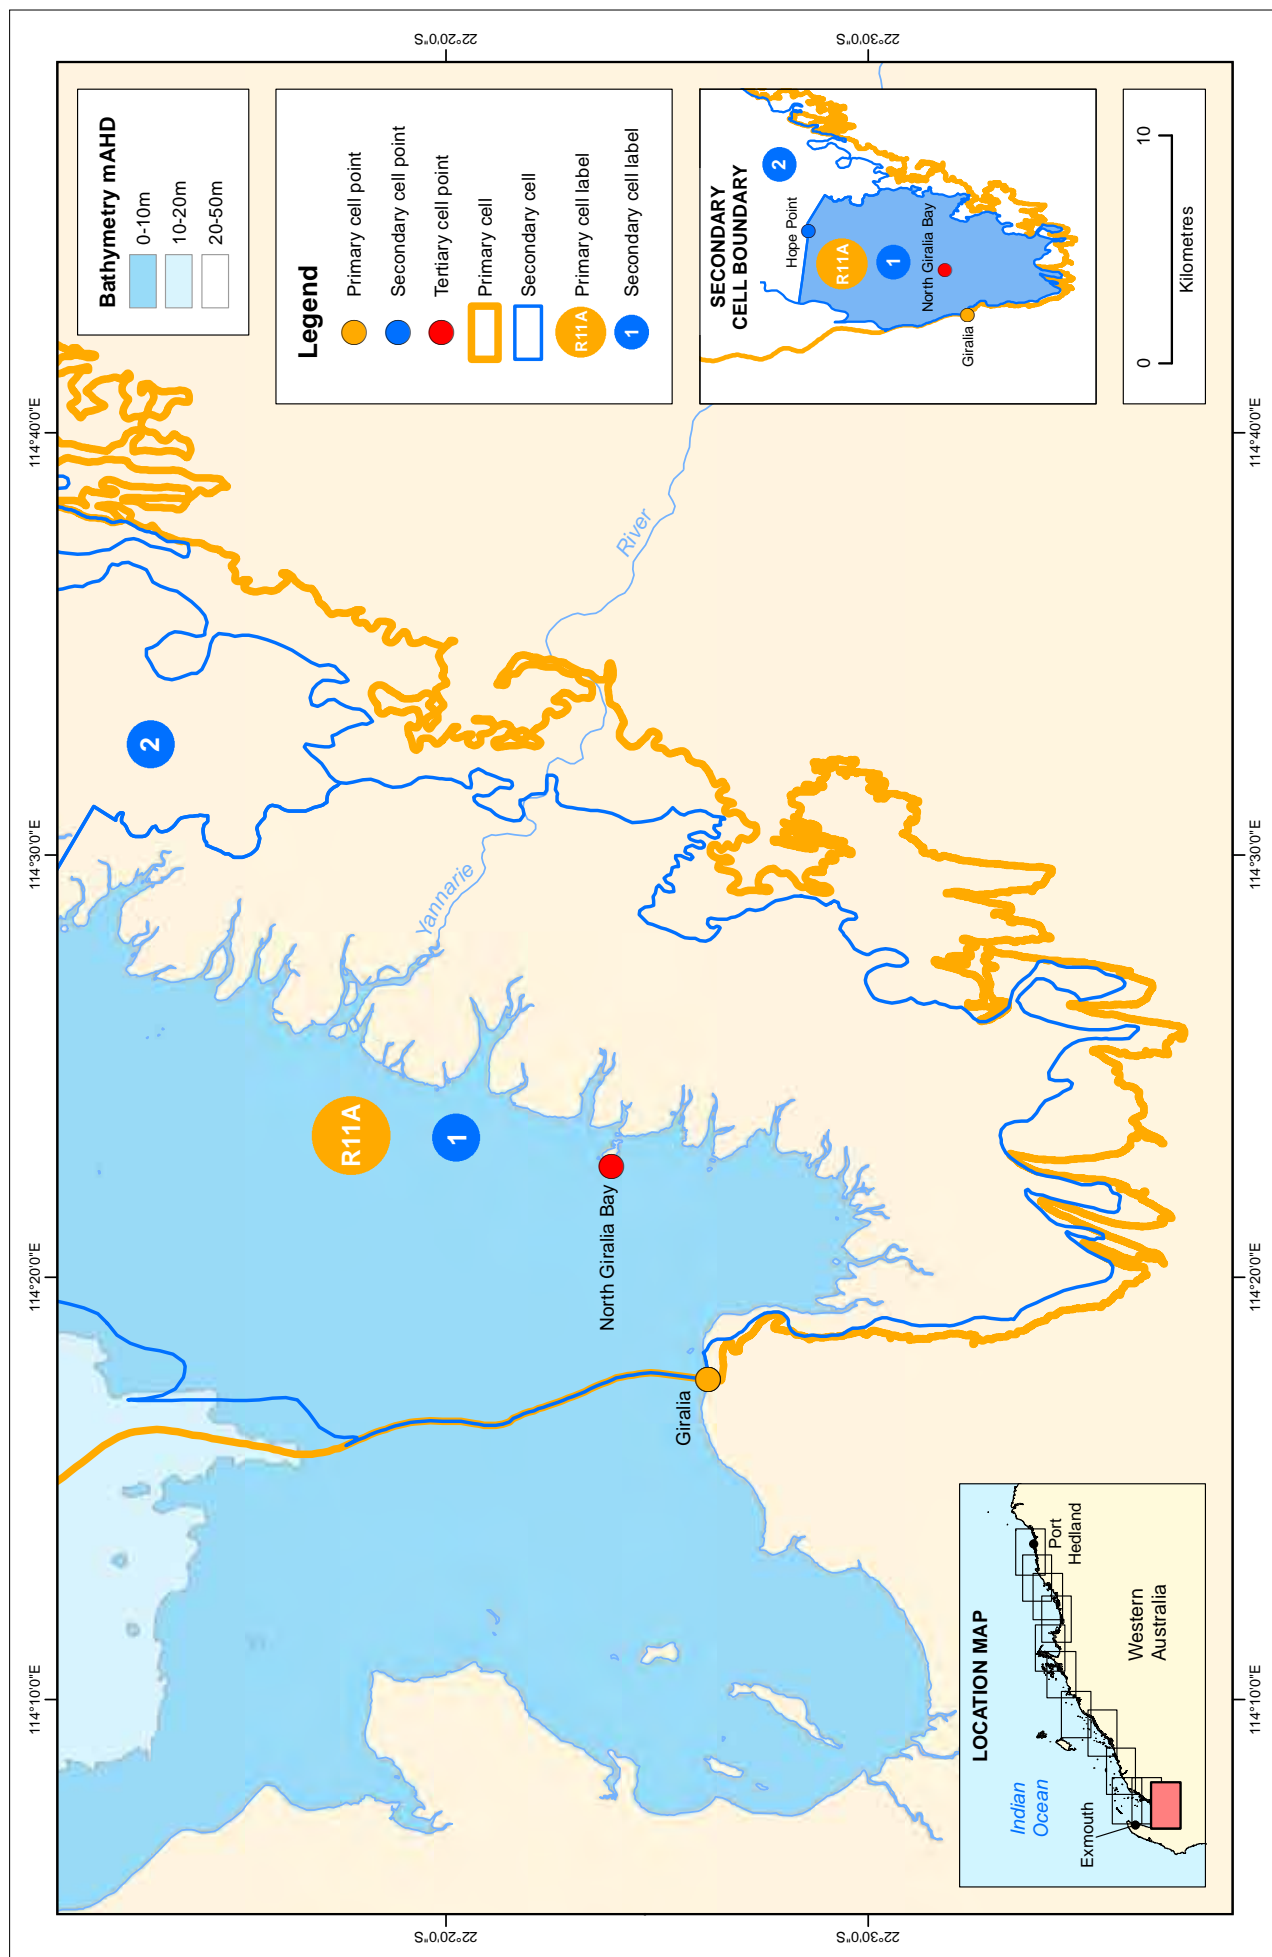 114°10'0"E
114°20'0"E
114°30'0"E
114°40'0"E
22°20'0"S
22°30'0"S
22°20'0"S
22°30'0"S
114°10'0"E
114°20'0"E
114°30'0"E
114°40'0"E
Bathymetry mAHD
0-10m
10-20m
20-50m
Legend
Primary cell point
Secondary cell point
Tertiary cell point
Primary cell
Secondary cell
R11A
Primary cell label
1
Secondary cell label
SECONDARY
CELL BOUNDARY
2
Hope Point
R11A
1
North Giralia Bay
Giralia
0
10
Kilometres
2
R11A
1
Yannarie
River
North Giralia Bay
Giralia
LOCATION MAP
Indian
Ocean
Port
Hedland
Exmouth
Western
Australia